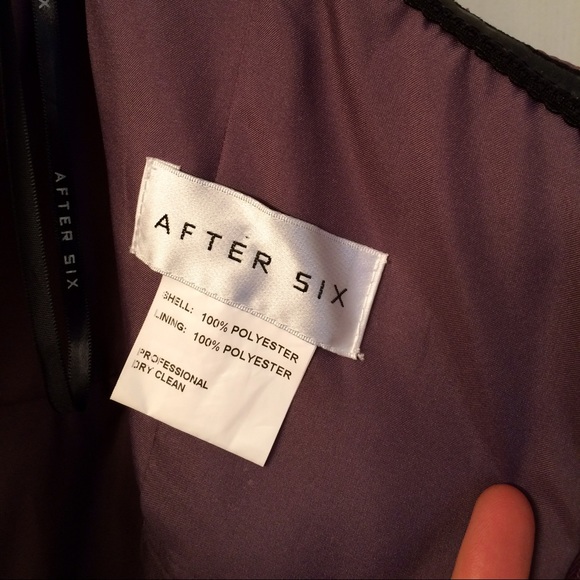 X
AFTER SIX
AFTER SIX
SHELL: 100% POLYESTER
LINING: 100% POLYESTER
PROFESSIONAL
DRY CLEAN